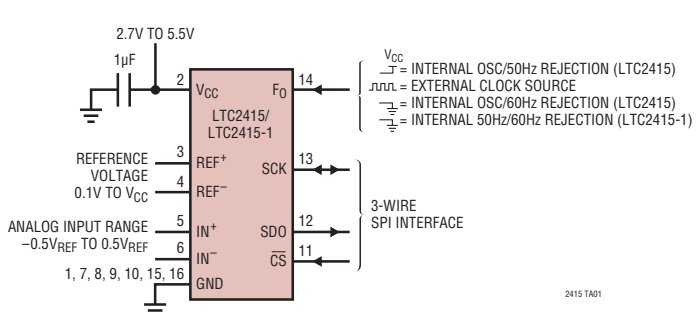 2.7V TO 5.5V
1µF
2
VCC
14
FO
LTC2415/
LTC2415-1
VCC
= INTERNAL OSC/50Hz REJECTION (LTC2415)
= EXTERNAL CLOCK SOURCE
= INTERNAL OSC/60Hz REJECTION (LTC2415)
= INTERNAL 50Hz/60Hz REJECTION (LTC2415-1)
REFERENCE
VOLTAGE
0.1V TO VCC
3
REF+
4
REF–
SCK
13
ANALOG INPUT RANGE
–0.5VREF TO 0.5VREF
5
IN+
6
IN–
SDO
12
CS
11
3-WIRE
SPI INTERFACE
1, 7, 8, 9, 10, 15, 16
GND
2415 TA01